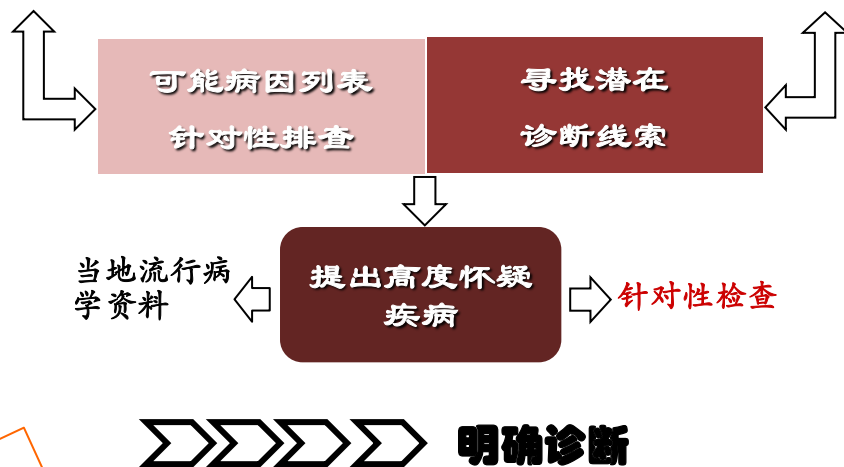 可能病因列表
针对性排查
寻找潜在
诊断线索
提出高度怀疑
疾病
当地流行病
学资料
针对性检查
明确诊断